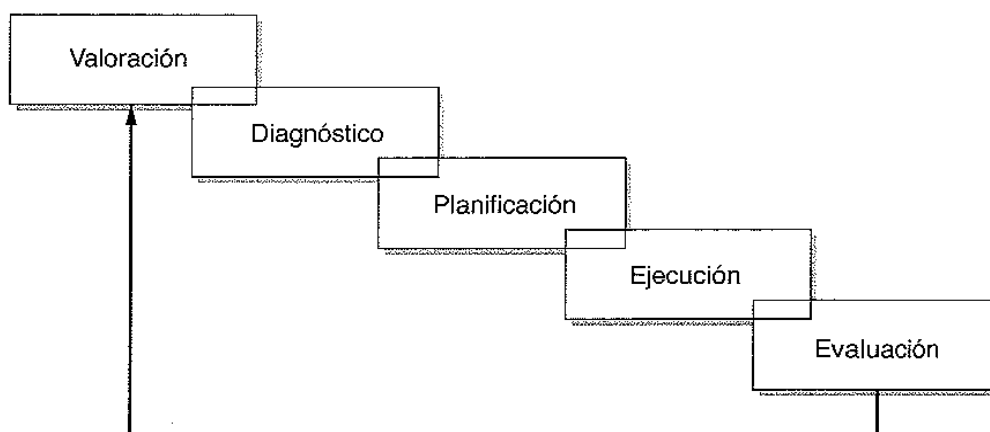 Valoración
Diagnóstico
Planificación
Ejecución
Evaluación